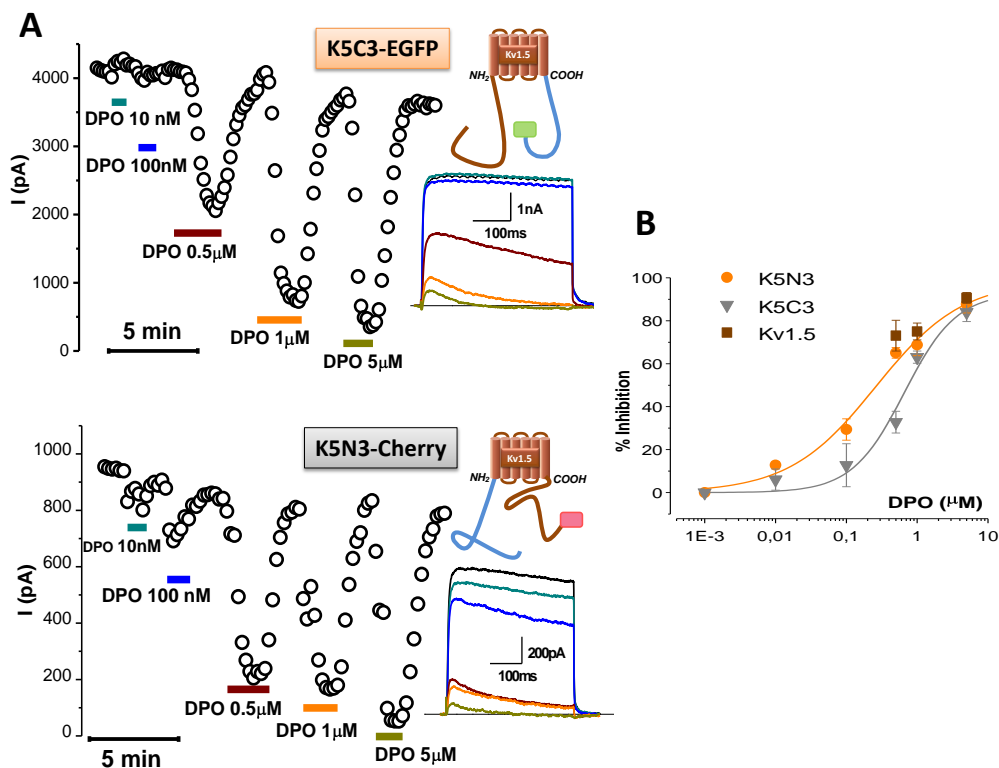 A
K5C3-EGFP
Kv1.5
NH2
COOH
4000
3000
2000
1000
0
I (pA)
DPO 10 nM
DPO 100nM
DPO 0.5μM
DPO 1μM
DPO 5μM
5 min
1nA
100ms
B
K5N3
K5C3
Kv1.5
100
80
60
40
20
0
% Inhibition
DPO (μM)
1E-3
0,01
0,1
1
10
K5N3-Cherry
Kv1.5
NH2
COOH
1000
800
600
400
200
0
I (pA)
DPO 10nM
DPO 100 nM
DPO 0.5μM
DPO 1μM
DPO 5μM
5 min
200pA
100ms